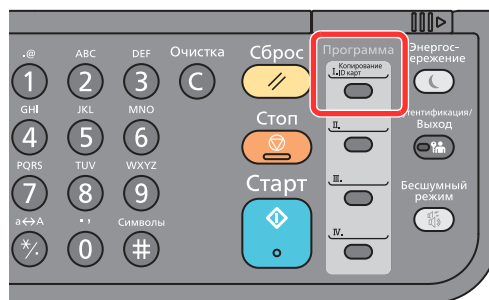 .@ ABC DEF Очистка Сброс Программа Энергос-
ережение
1 2 3 C
Копирование
I. ID карт
GHI JKL MNO Стоп
4 5 6
II.
тентификация/
Выход
PQRS TUV WXYZ Старт
7 8 9
III.
Бесшумный
режим
a↔A ., Символы
*/. 0 #
IV.